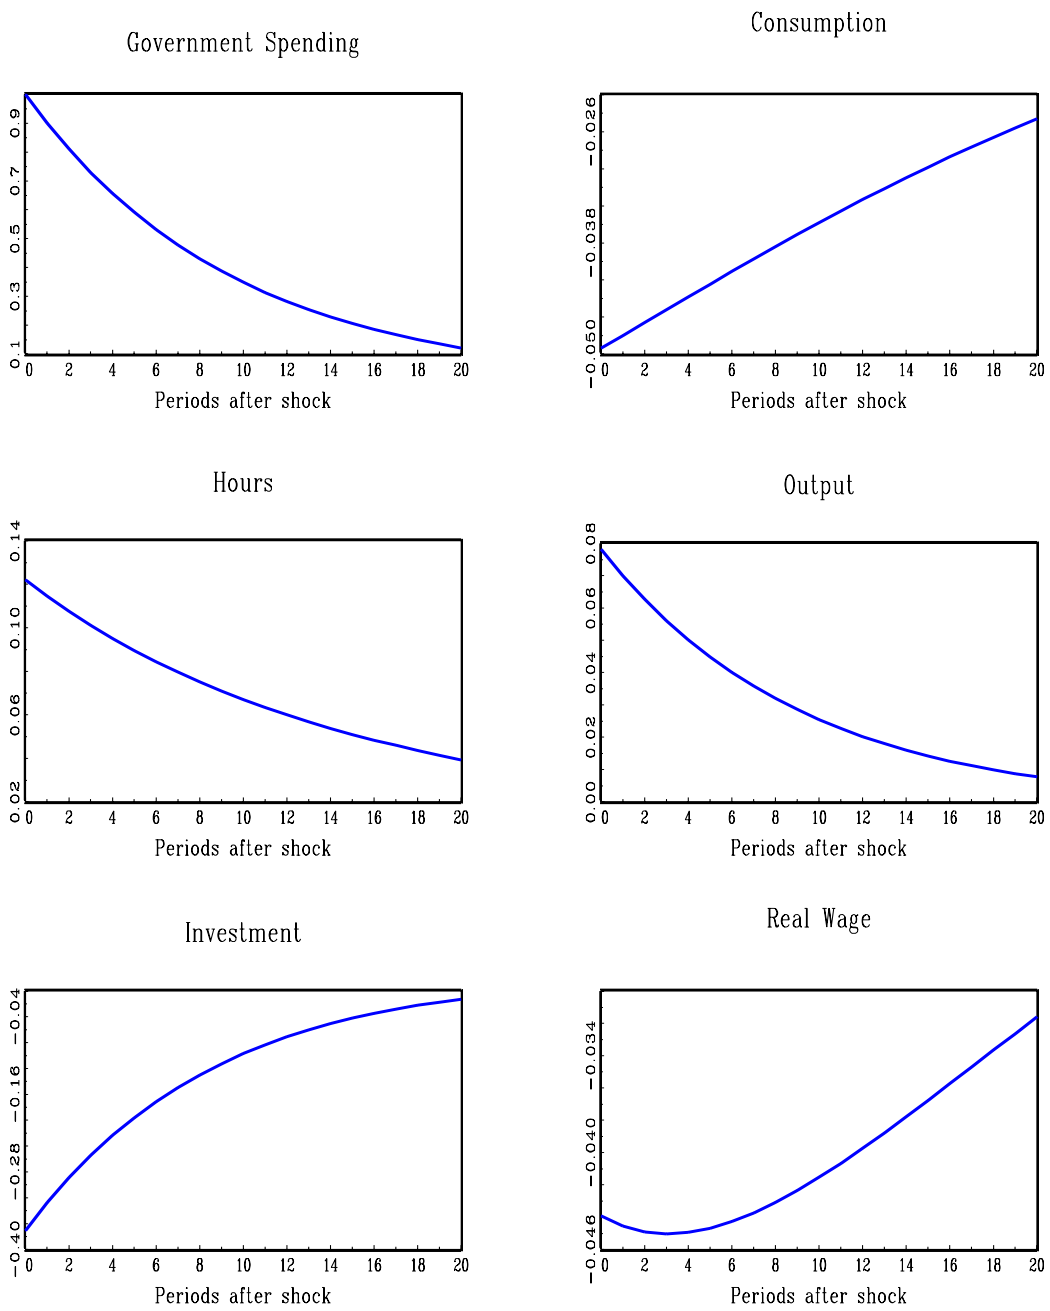 Government Spending
0.9
0.7
0.5
0.3
0.1
0 2 4 6 8 10 12 14 16 18 20
Periods after shock
Consumption
-0.026
-0.038
-0.050
0 2 4 6 8 10 12 14 16 18 20
Periods after shock
Hours
0.14
0.10
0.06
0.02
0 2 4 6 8 10 12 14 16 18 20
Periods after shock
Output
0.08
0.06
0.04
0.02
0.00
0 2 4 6 8 10 12 14 16 18 20
Periods after shock
Investment
-0.04
-0.16
-0.28
-0.40
0 2 4 6 8 10 12 14 16 18 20
Periods after shock
Real Wage
-0.034
-0.040
-0.046
0 2 4 6 8 10 12 14 16 18 20
Periods after shock